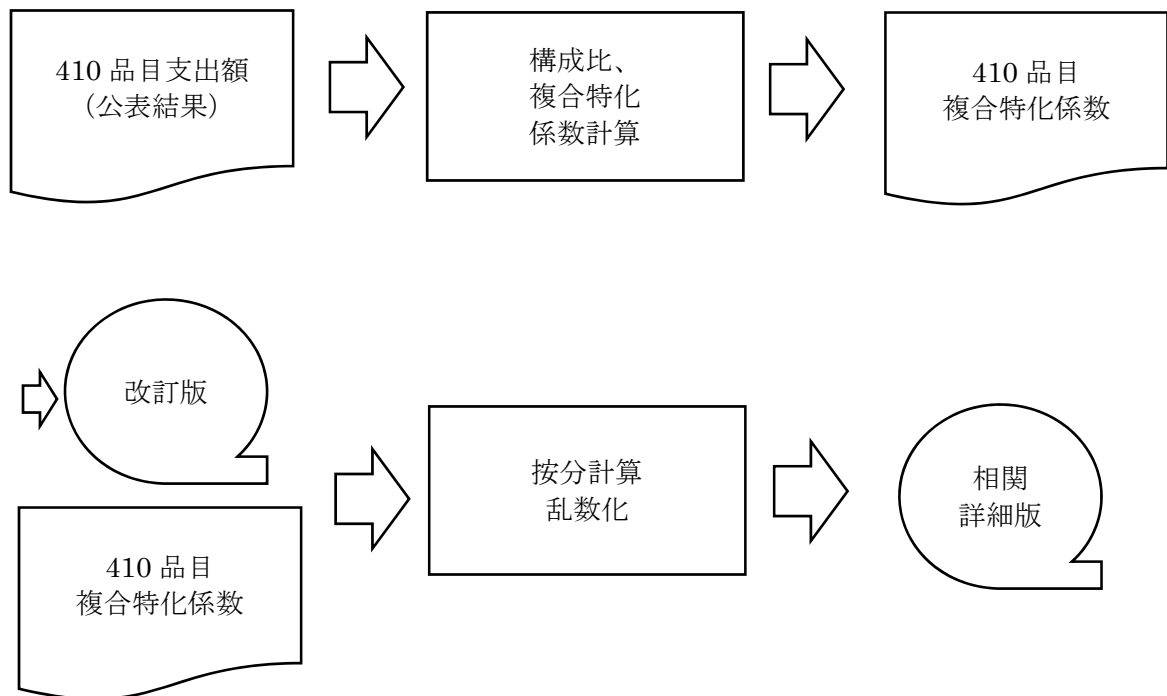 410 品目支出額
（公表結果）
構成比、
複合特化
係数計算
410 品目
複合特化係数
改訂版
410 品目
複合特化係数
按分計算
乱数化
相関
詳細版